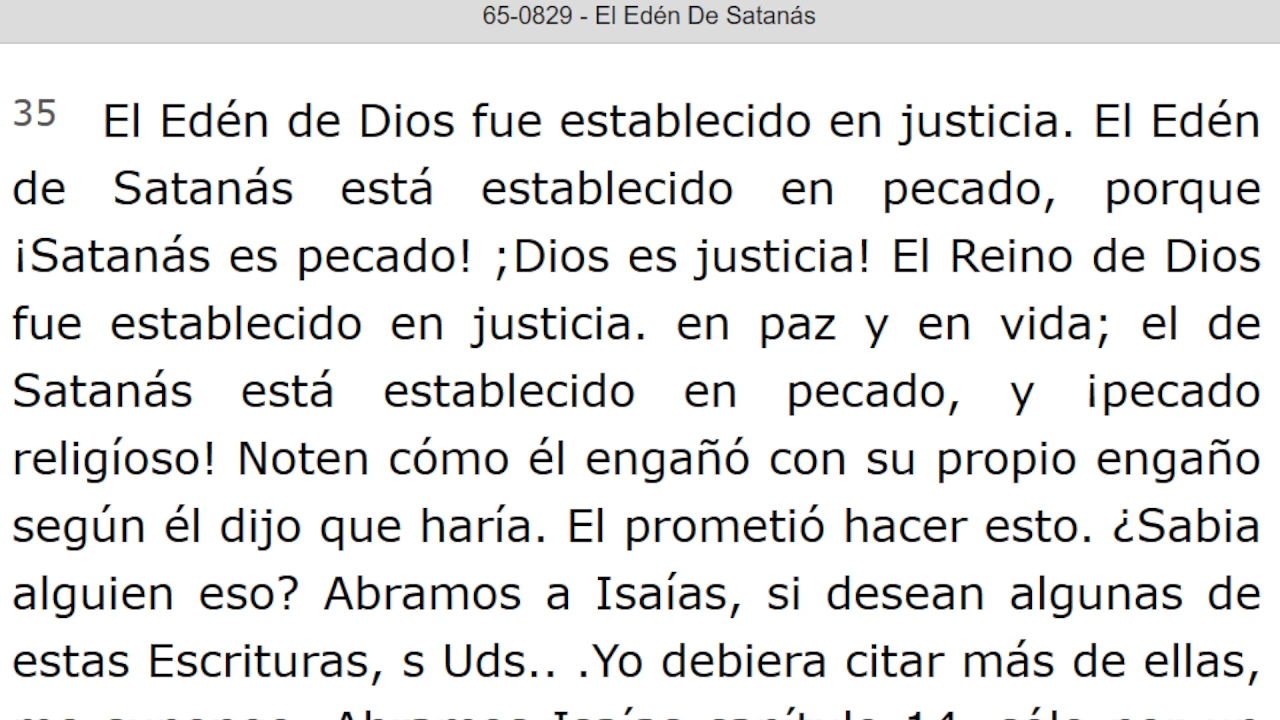 65-0829 - El Edén De Satanás
35 El Edén de Dios fue establecido en justicia. El Edén
de Satanás está establecido en pecado, porque
¡Satanás es pecado! ;Dios es justicia! El Reino de Dios
fue establecido en justicia. en paz y en vida; el de
Satanás está establecido en pecado, y ¡pecado
religíoso! Noten cómo él engañó con su propio engaño
según él dijo que haría. El prometió hacer esto. ¿Sabia
alguien eso? Abramos a Isaías, si desean algunas de
estas Escrituras, s Uds.. .Yo debiera citar más de ellas,